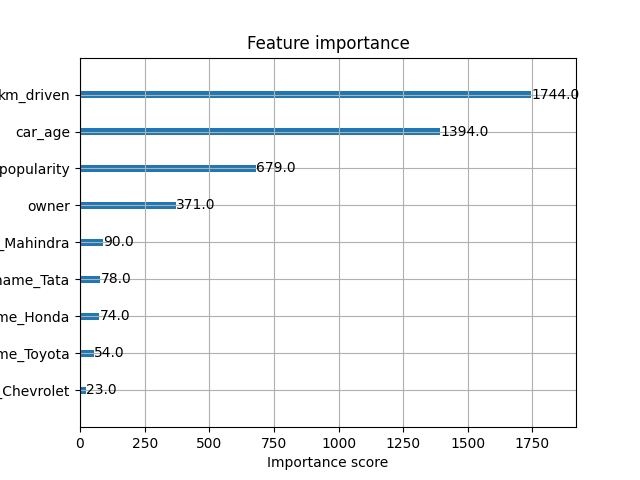 Feature importance
km_driven 1744.0
car_age 1394.0
popularity 679.0
owner 371.0
_Mahindra 90.0
name_Tata 78.0
me_Honda 74.0
me_Toyota 54.0
_Chevrolet 23.0
0 250 500 750 1000 1250 1500 1750
Importance score